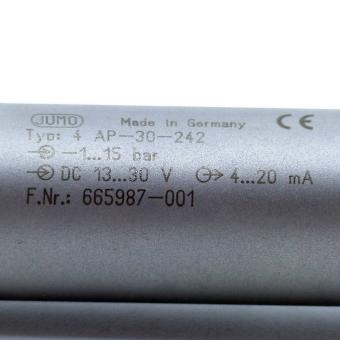 JUMO Made in Germany CE
Typ: 4 AP-30-242
-1...15 bar
DC 13...30 V 4...20 mA
F.Nr.: 665987-001